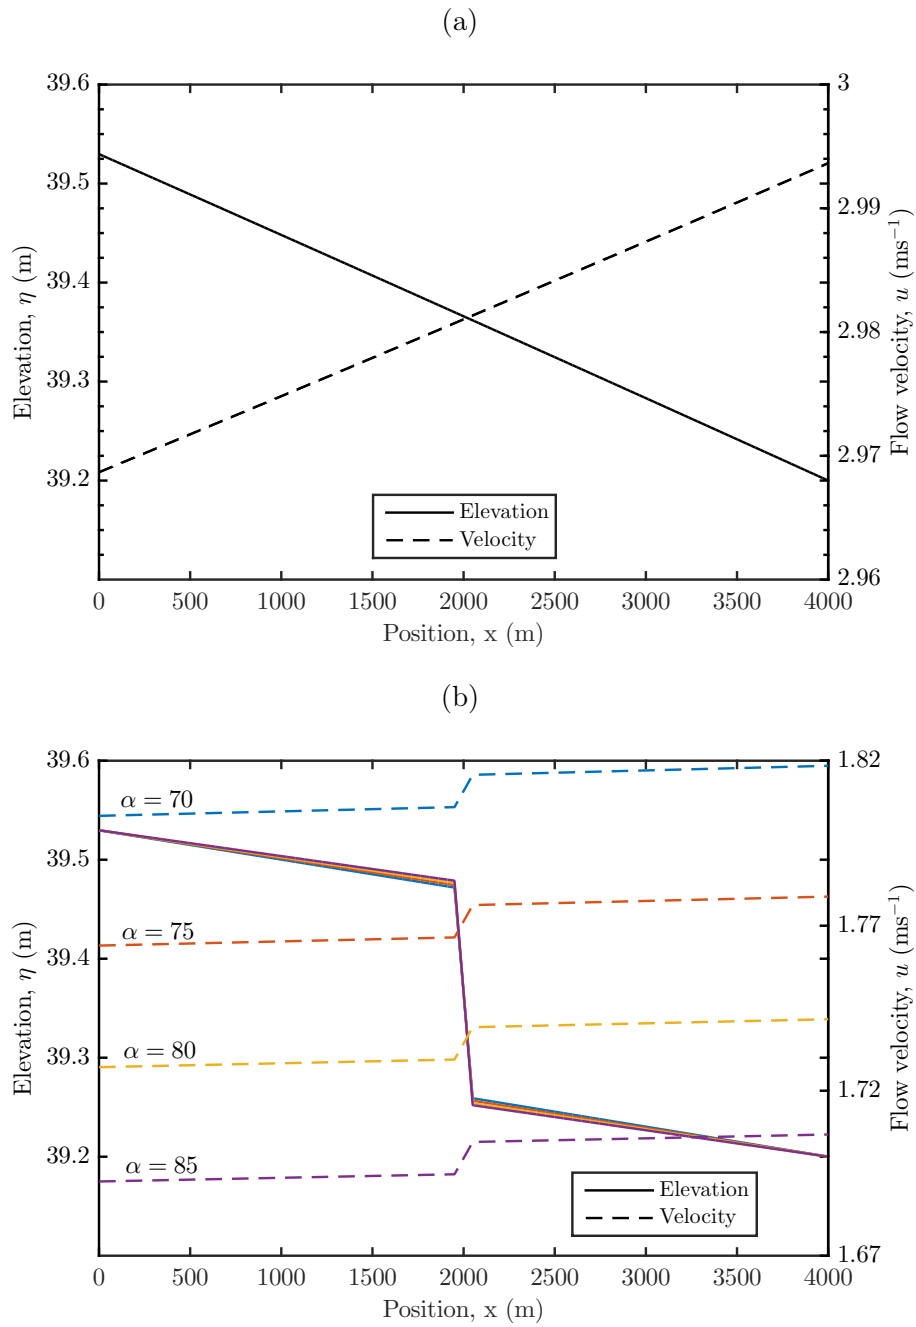 (a)
39.6
39.5
39.4
39.3
39.2
Elevation, η (m)
3
2.99
2.98
2.97
2.96
Flow velocity, u (ms⁻¹)
Elevation
Velocity
0 500 1000 1500 2000 2500 3000 3500 4000
Position, x (m)
(b)
39.6
39.5
39.4
39.3
39.2
Elevation, η (m)
α = 70
α = 75
α = 80
α = 85
1.82
1.77
1.72
1.67
Flow velocity, u (ms⁻¹)
Elevation
Velocity
0 500 1000 1500 2000 2500 3000 3500 4000
Position, x (m)